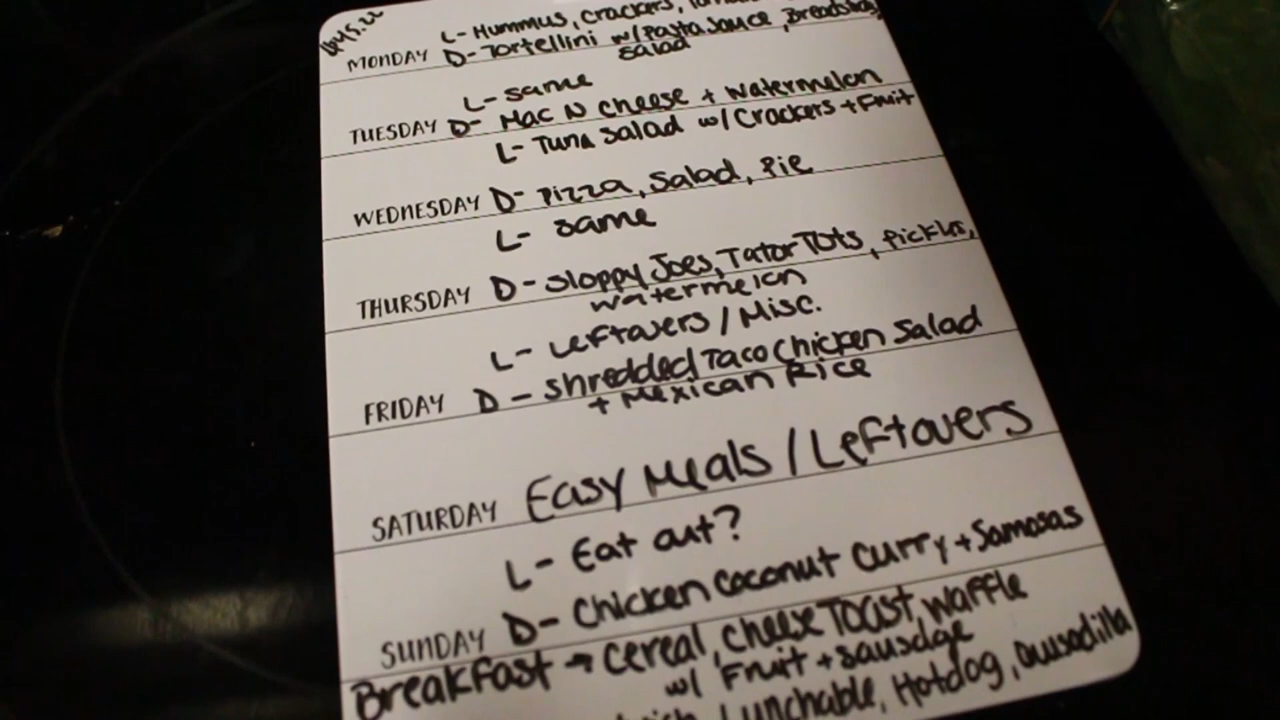 L- Hummus, Crackers,
MONDAY D- Tortellini w/ Pasta Sauce, Breadsticks,
Salad
L- same
TUESDAY D- Mac N Cheese + Watermelon
L- Tuna Salad w/ Crackers + Fruit
WEDNESDAY D- Pizza, Salad, Pie
L- same
THURSDAY D- Sloppy Joes, Tator Tots, Pickles,
watermelon
L- Leftovers / Misc.
FRIDAY D- Shredded Taco Chicken Salad
+ Mexican Rice
SATURDAY Easy Meals / Leftovers
L- Eat out?
SUNDAY D- Chicken Coconut Curry + Samosas
Breakfast → Cereal, Cheese Toast, Waffle
w/ Fruit + sausage
Lunchable, Hotdog, Quesadilla